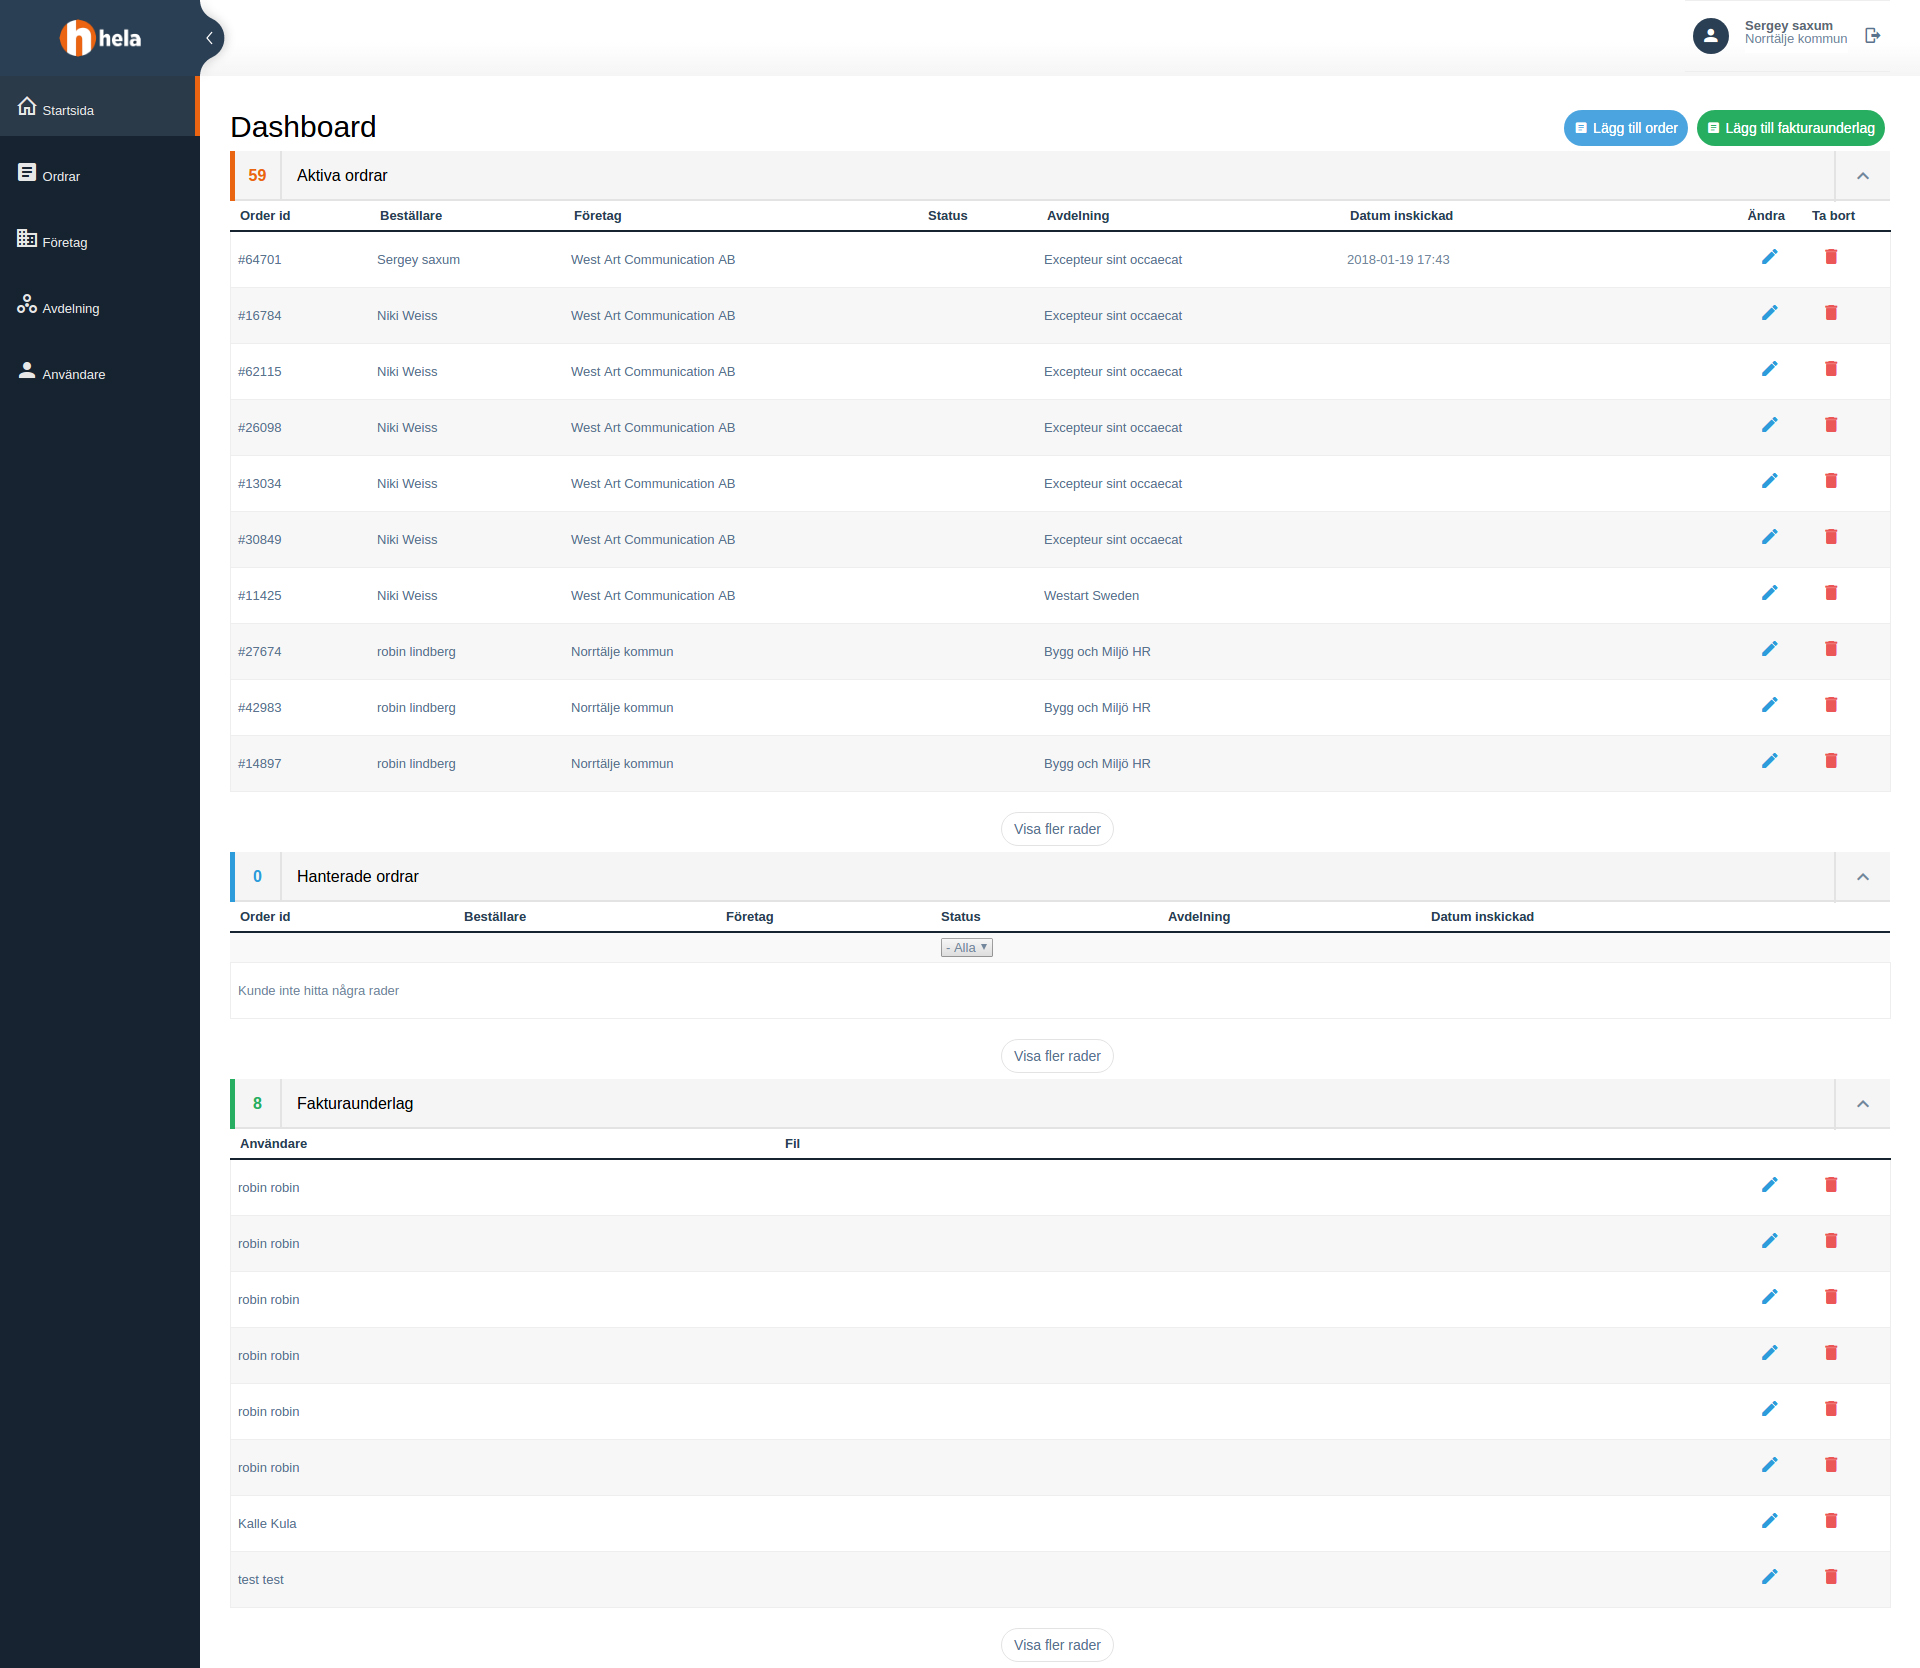 hela
Sergey saxum
Norrtälje kommun
Startsida
Ordrar
Företag
Avdelning
Användare
Dashboard
Lägg till order Lägg till fakturaunderlag
59 Aktiva ordrar
Order id Beställare Företag Status Avdelning Datum inskickad Ändra Ta bort
#64701 Sergey saxum West Art Communication AB Excepteur sint occaecat 2018-01-19 17:43
#16784 Niki Weiss West Art Communication AB Excepteur sint occaecat
#62115 Niki Weiss West Art Communication AB Excepteur sint occaecat
#26098 Niki Weiss West Art Communication AB Excepteur sint occaecat
#13034 Niki Weiss West Art Communication AB Excepteur sint occaecat
#30849 Niki Weiss West Art Communication AB Excepteur sint occaecat
#11425 Niki Weiss West Art Communication AB Westart Sweden
#27674 robin lindberg Norrtälje kommun Bygg och Miljö HR
#42983 robin lindberg Norrtälje kommun Bygg och Miljö HR
#14897 robin lindberg Norrtälje kommun Bygg och Miljö HR
Visa fler rader
0 Hanterade ordrar
Order id Beställare Företag Status Avdelning Datum inskickad
- Alla
Kunde inte hitta några rader
Visa fler rader
8 Fakturaunderlag
Användare Fil
robin robin
robin robin
robin robin
robin robin
robin robin
robin robin
Kalle Kula
test test
Visa fler rader